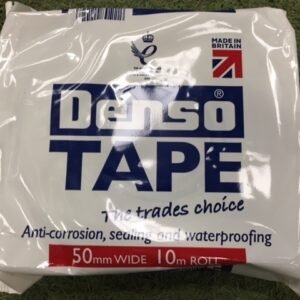 MADE IN
BRITAIN
Denso
TAPE
The trades choice
Anti-corrosion, sealing and waterproofing
50mm WIDE 10m ROLL